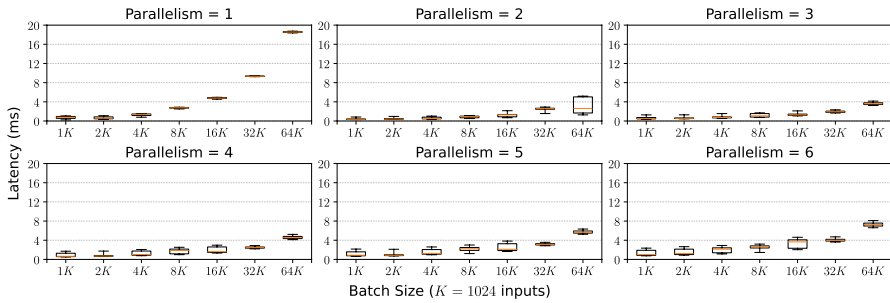 Parallelism = 1
Parallelism = 2
Parallelism = 3
20
16
12
8
4
0
1K 2K 4K 8K 16K 32K 64K
20
16
12
8
4
0
1K 2K 4K 8K 16K 32K 64K
20
16
12
8
4
0
1K 2K 4K 8K 16K 32K 64K
Latency (ms)
Parallelism = 4
Parallelism = 5
Parallelism = 6
20
16
12
8
4
0
1K 2K 4K 8K 16K 32K 64K
20
16
12
8
4
0
1K 2K 4K 8K 16K 32K 64K
20
16
12
8
4
0
1K 2K 4K 8K 16K 32K 64K
Batch Size (K = 1024 inputs)